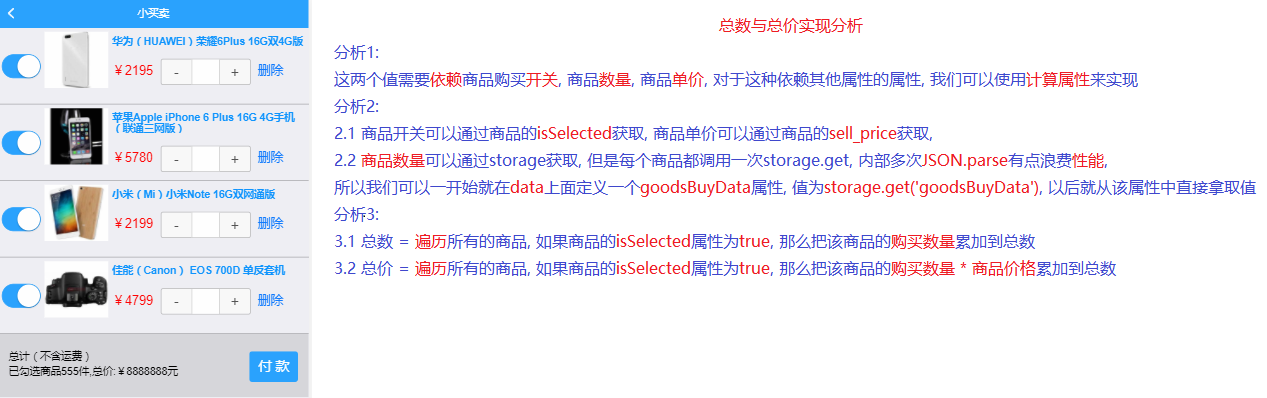 小买卖
华为（HUAWEI）荣耀6Plus 16G双4G版
￥2195 - + 删除
苹果Apple iPhone 6 Plus 16G 4G手机
（联通三网版）
￥5780 - + 删除
小米（Mi）小米Note 16G双网通版
￥2199 - + 删除
佳能（Canon） EOS 700D 单反套机
￥4799 - + 删除
总计（不含运费）
已勾选商品555件,总价:￥8888888元
付款
总数与总价实现分析
分析1:
这两个值需要依赖商品购买开关, 商品数量, 商品单价, 对于这种依赖其他属性的属性, 我们可以使用计算属性来实现
分析2:
2.1 商品开关可以通过商品的isSelected获取, 商品单价可以通过商品的sell_price获取,
2.2 商品数量可以通过storage获取, 但是每个商品都调用一次storage.get, 内部多次JSON.parse有点浪费性能,
所以我们可以一开始就在data上面定义一个goodsBuyData属性, 值为storage.get('goodsBuyData'), 以后就从该属性中直接拿取值
分析3:
3.1 总数 = 遍历所有的商品, 如果商品的isSelected属性为true, 那么把该商品的购买数量累加到总数
3.2 总价 = 遍历所有的商品, 如果商品的isSelected属性为true, 那么把该商品的购买数量 * 商品价格累加到总数